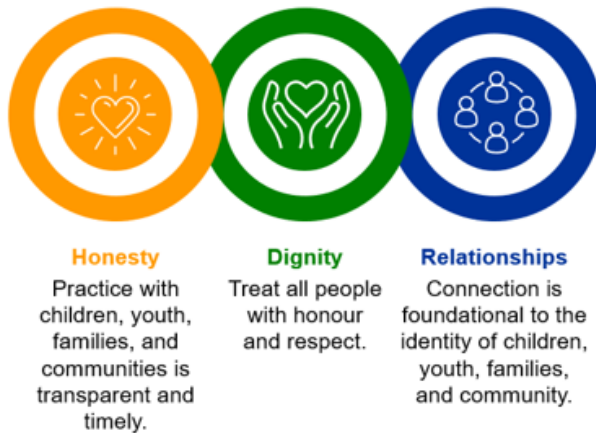 Honesty
Practice with
children, youth,
families, and
communities is
transparent and
timely.
Dignity
Treat all people
with honour
and respect.
Relationships
Connection is
foundational to the
identity of children,
youth, families,
and community.